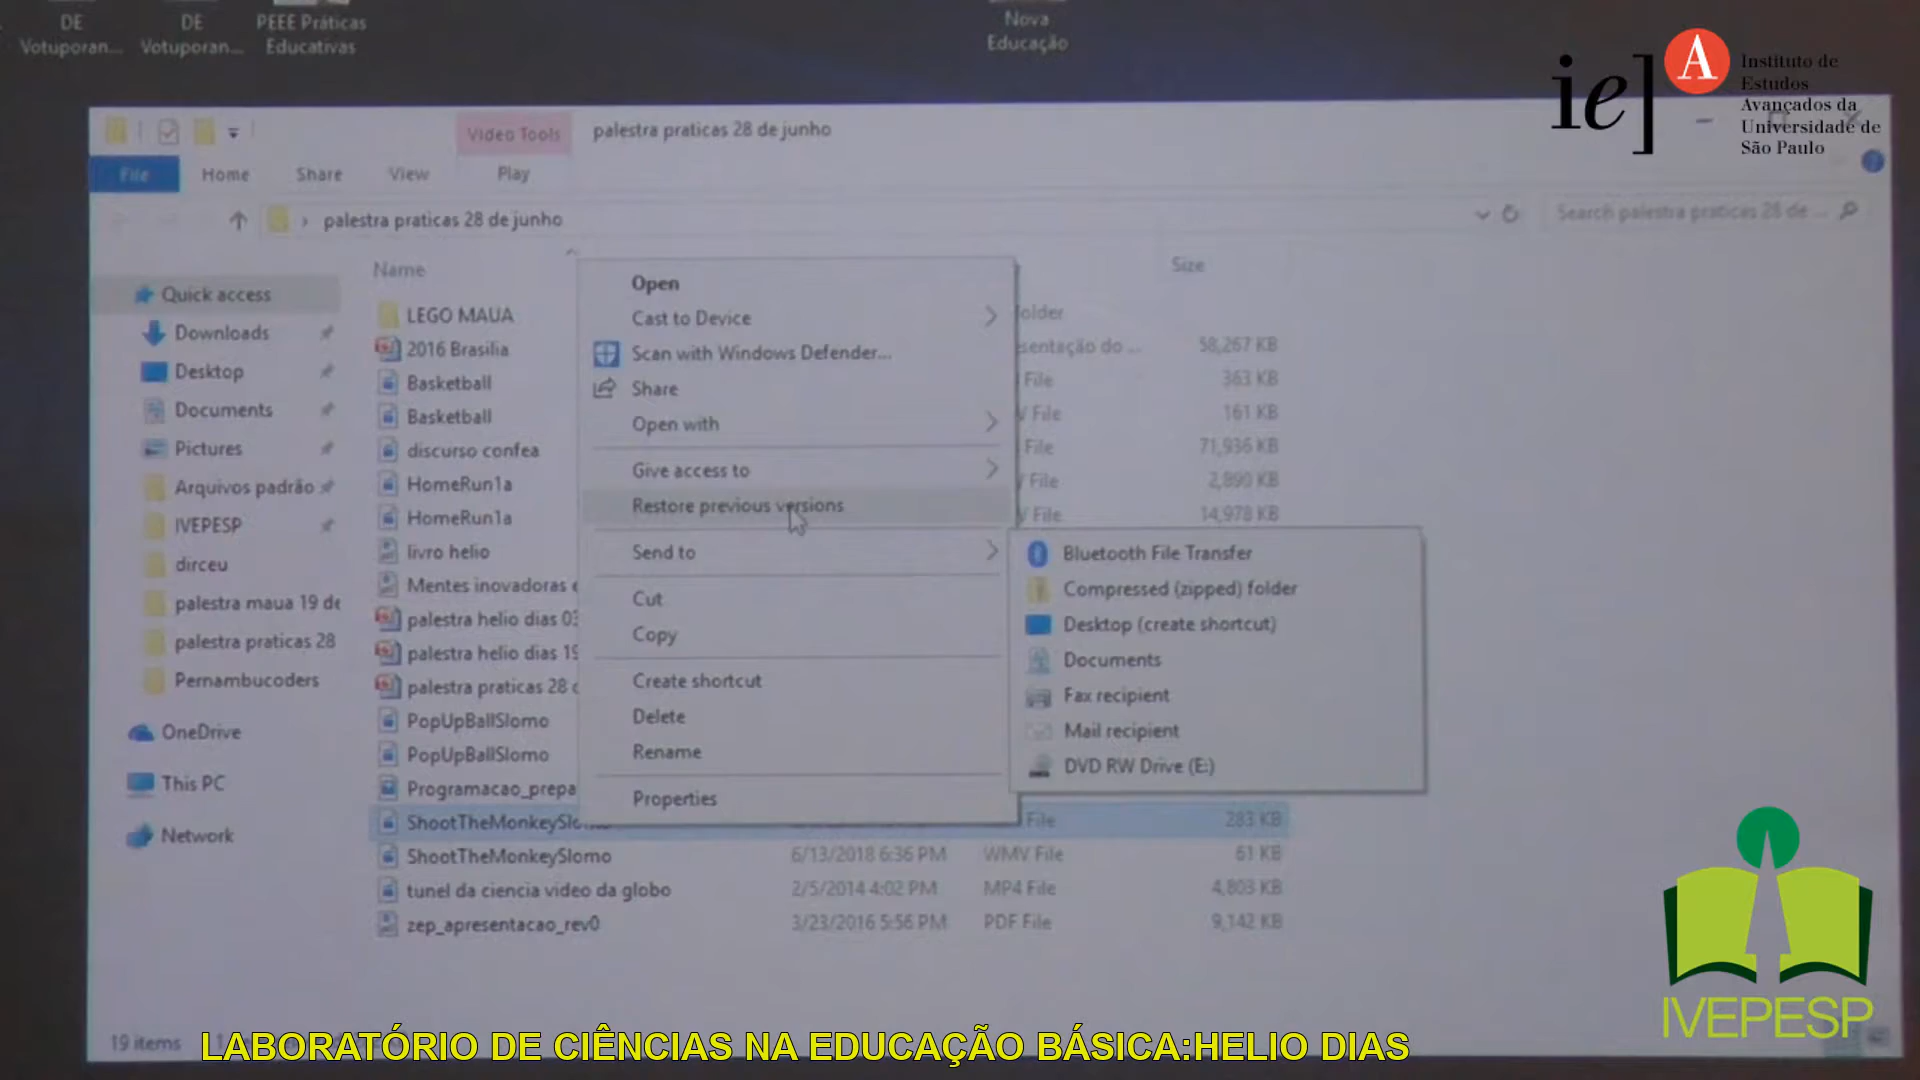 DE
Votuporan...
DE
Votuporan...
PEEE Práticas
Educativas
Nova
Educação
ie]
A
Instituto de
Estudos
Avançados da
Universidade de
São Paulo
Video Tools
palestra praticas 28 de junho
File
Home
Share
View
Play
palestra praticas 28 de junho
Search palestra praticas 28 de ...
Name
Size
Quick access
Downloads
Desktop
Documents
Pictures
Arquivos padrão
IVEPESP
dirceu
palestra maua 19 de
palestra praticas 28
Pernambucoders
OneDrive
This PC
Network
LEGO MAUA
2016 Brasilia
58,267 KB
Basketball
File
363 KB
Basketball
File
161 KB
discurso confea
File
71,936 KB
HomeRun1a
File
2,890 KB
HomeRun1a
File
14,978 KB
livro helio
Mentes inovadoras e
palestra helio dias 03
palestra helio dias 19
palestra praticas 28 d
PopUpBallSlomo
PopUpBallSlomo
Programacao_prepa
ShootTheMonkeySlomo
File
283 KB
ShootTheMonkeySlomo
6/13/2018 6:36 PM
WMV File
61 KB
tunel da ciencia video da globo
2/5/2014 4:02 PM
MP4 File
4,803 KB
zep_apresentacao_rev0
3/23/2016 5:56 PM
PDF File
9,142 KB
Open
Cast to Device
Scan with Windows Defender...
Share
Open with
Give access to
Restore previous versions
Send to
Cut
Copy
Create shortcut
Delete
Rename
Properties
Bluetooth File Transfer
Compressed (zipped) folder
Desktop (create shortcut)
Documents
Fax recipient
Mail recipient
DVD RW Drive (E:)
19 items
IVEPESP
LABORATÓRIO DE CIÊNCIAS NA EDUCAÇÃO BÁSICA:HELIO DIAS